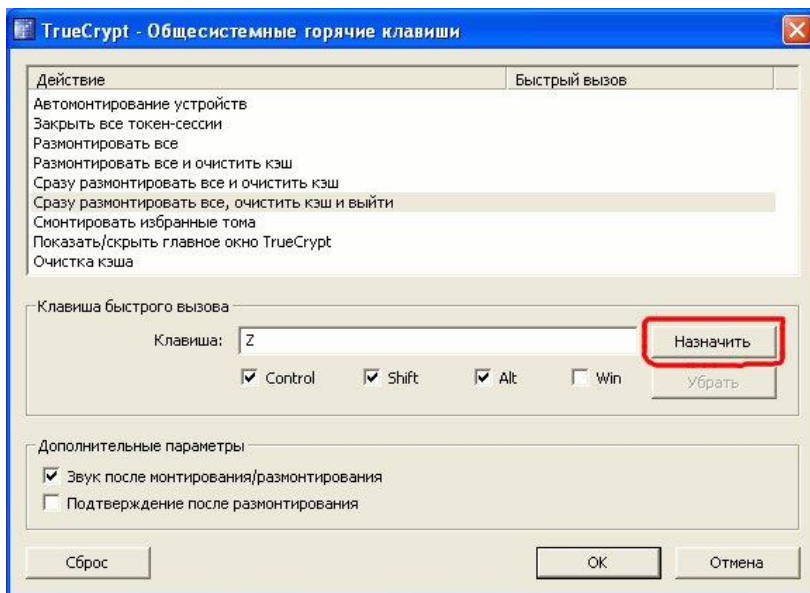 TrueCrypt - Общесистемные горячие клавиши
Действие Быстрый вызов
Автомонтирование устройств
Закрыть все токен-сессии
Размонтировать все
Размонтировать все и очистить кэш
Сразу размонтировать все и очистить кэш
Сразу размонтировать все, очистить кэш и выйти
Смонтировать избранные тома
Показать/скрыть главное окно TrueCrypt
Очистка кэша
Клавиша быстрого вызова
Клавиша: Z Назначить
Control Shift Alt Win Убрать
Дополнительные параметры
Звук после монтирования/размонтирования
Подтверждение после размонтирования
Сброс OK Отмена